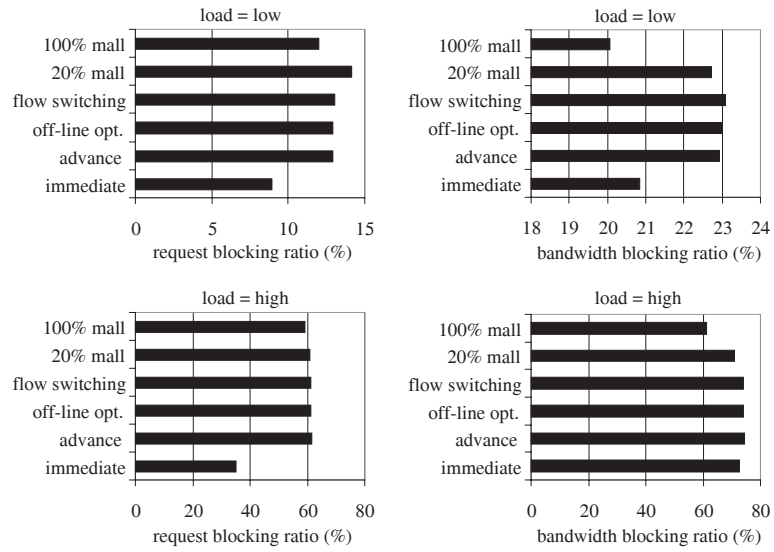 load = low
100% mall
20% mall
flow switching
off-line opt.
advance
immediate
0 5 10 15
request blocking ratio (%)
load = low
100% mall
20% mall
flow switching
off-line opt.
advance
immediate
18 19 20 21 22 23 24
bandwidth blocking ratio (%)
load = high
100% mall
20% mall
flow switching
off-line opt.
advance
immediate
0 20 40 60 80
request blocking ratio (%)
load = high
100% mall
20% mall
flow switching
off-line opt.
advance
immediate
0 20 40 60 80
bandwidth blocking ratio (%)